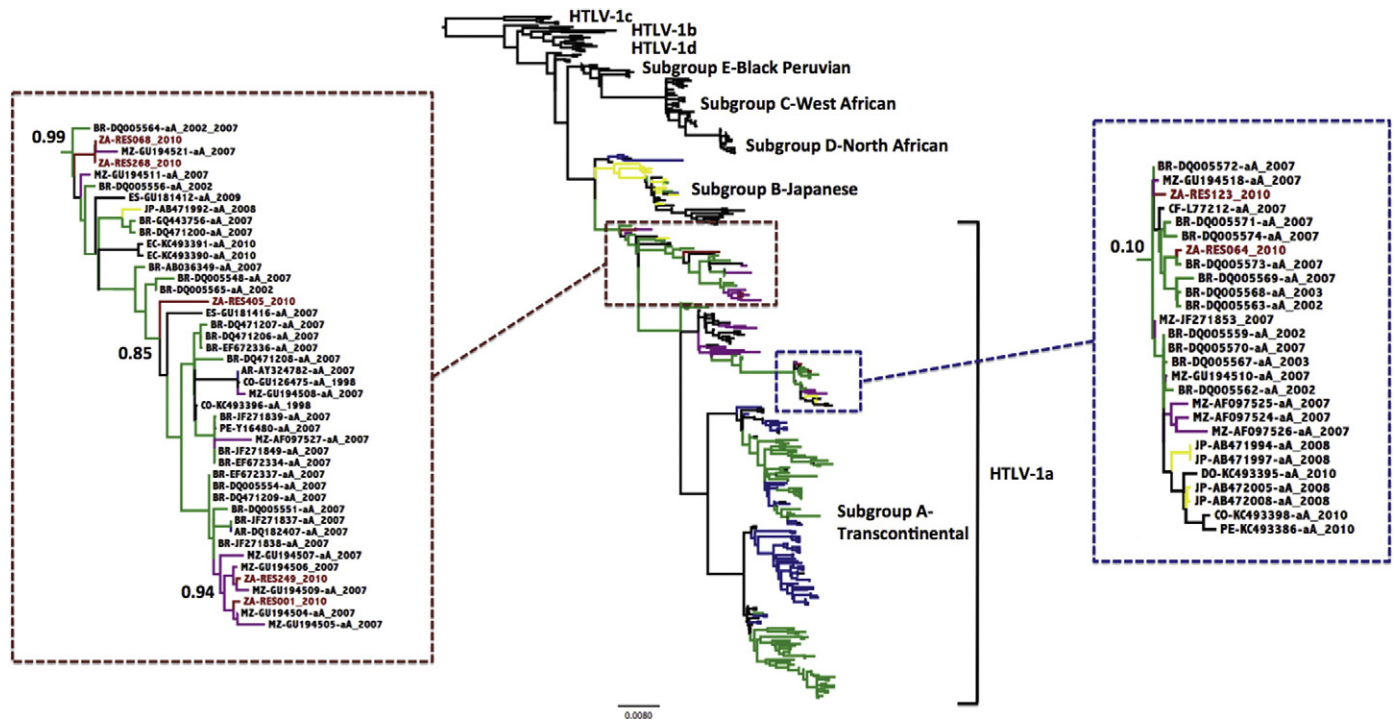 HTLV-1c
HTLV-1b
HTLV-1d
Subgroup E-Black Peruvian
Subgroup C-West African
Subgroup D-North African
Subgroup B-Japanese
Subgroup A-
Transcontinental
HTLV-1a
0.0080
0.99
BR-DQ005564-aA_2002_2007
ZA-RES068_2010
MZ-GU194521-aA_2007
ZA-RES268_2010
MZ-GU194511-aA_2007
BR-DQ005556-aA_2002
ES-GU181412-aA_2009
JP-AB471992-aA_2008
BR-GQ443756-aA_2007
BR-DQ471200-aA_2007
EC-KC493391-aA_2010
EC-KC493390-aA_2010
BR-AB036349-aA_2007
BR-DQ005548-aA_2007
BR-DQ005565-aA_2002
ZA-RES405_2010
ES-GU181416-aA_2007
0.85
BR-DQ471207-aA_2007
BR-DQ471206-aA_2007
BR-EF672336-aA_2007
BR-DQ471208-aA_2007
AR-AY324782-aA_2007
CO-GU126475-aA_1998
MZ-GU194508-aA_2007
CO-KC493396-aA_1998
BR-JF271839-aA_2007
PE-Y16480-aA_2007
MZ-AF097527-aA_2007
BR-JF271849-aA_2007
BR-EF672334-aA_2007
BR-EF672337-aA_2007
BR-DQ005554-aA_2007
BR-DQ471209-aA_2007
BR-DQ005551-aA_2007
BR-JF271837-aA_2007
AR-DQ182407-aA_2007
BR-JF271838-aA_2007
MZ-GU194507-aA_2007
MZ-GU194506_2007
0.94
ZA-RES249_2010
MZ-GU194509-aA_2007
ZA-RES001_2010
MZ-GU194504-aA_2007
MZ-GU194505-aA_2007
BR-DQ005572-aA_2007
MZ-GU194518-aA_2007
ZA-RES123_2010
CF-L77212-aA_2007
BR-DQ005571-aA_2007
BR-DQ005574-aA_2007
0.10
ZA-RES064_2010
BR-DQ005573-aA_2007
BR-DQ005569-aA_2007
BR-DQ005568-aA_2003
BR-DQ005563-aA_2002
MZ-JF271853_2007
BR-DQ005559-aA_2002
BR-DQ005570-aA_2007
BR-DQ005567-aA_2003
MZ-GU194510-aA_2007
BR-DQ005562-aA_2002
MZ-AF097525-aA_2007
MZ-AF097524-aA_2007
MZ-AF097526-aA_2007
JP-AB471994-aA_2008
JP-AB471997-aA_2008
DO-KC493395-aA_2010
JP-AB472005-aA_2008
JP-AB472008-aA_2008
CO-KC493398-aA_2010
PE-KC493386-aA_2010